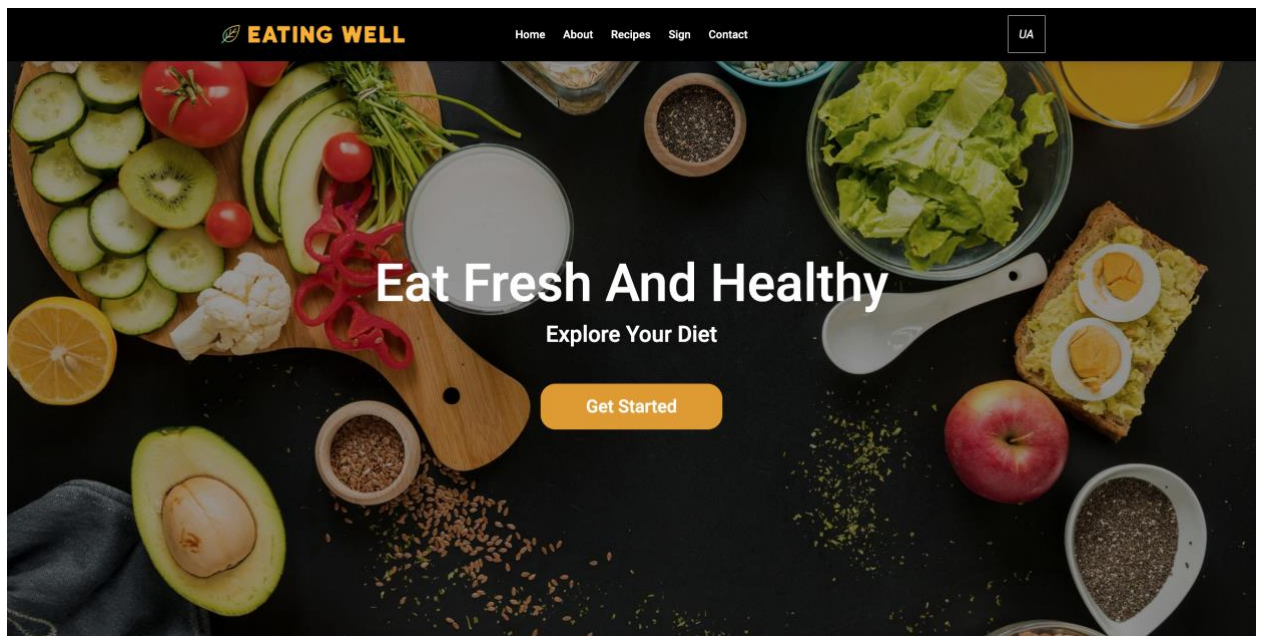 EATING WELL
Home About Recipes Sign Contact
UA
Eat Fresh And Healthy
Explore Your Diet
Get Started